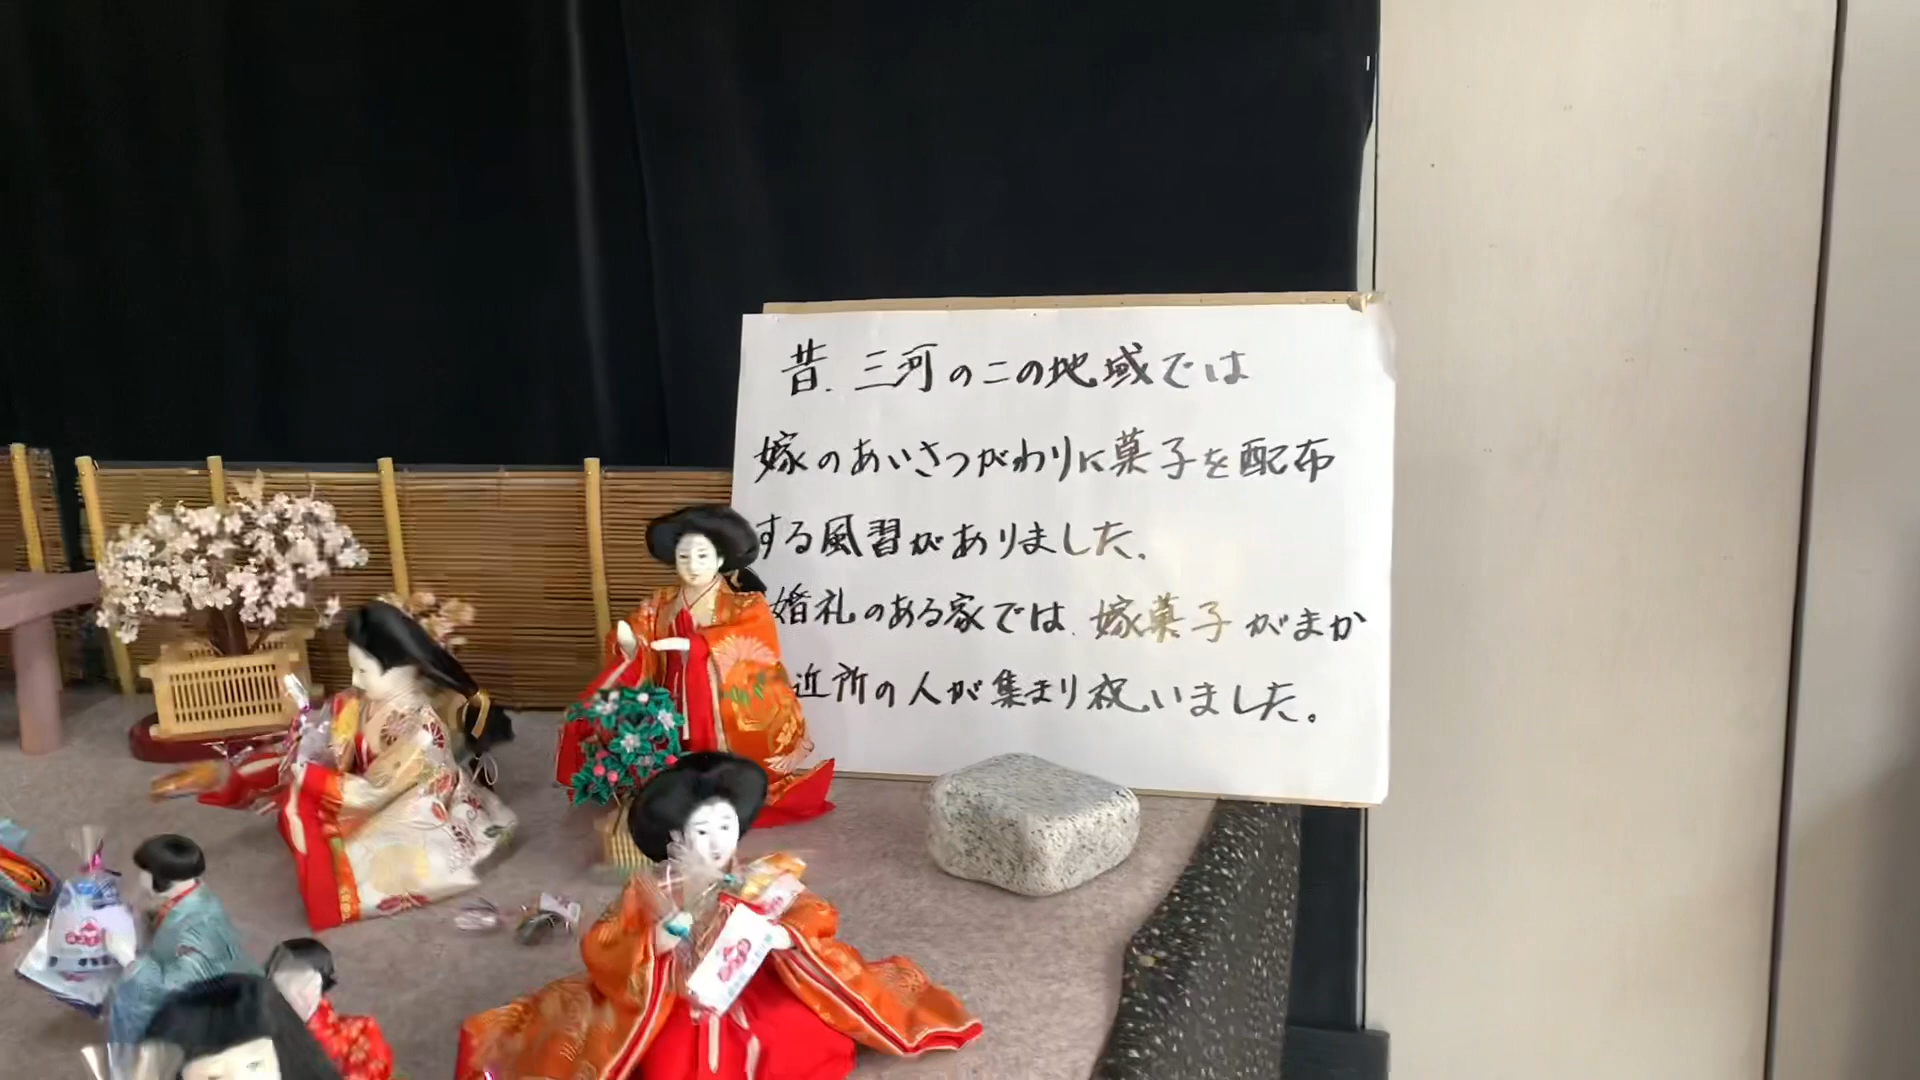 昔、三河のこの地域では
嫁のあいさつがわりに菓子を配布
する風習がありました。
婚礼のある家では、嫁菓子がまか
近所の人が集まり祝いました。